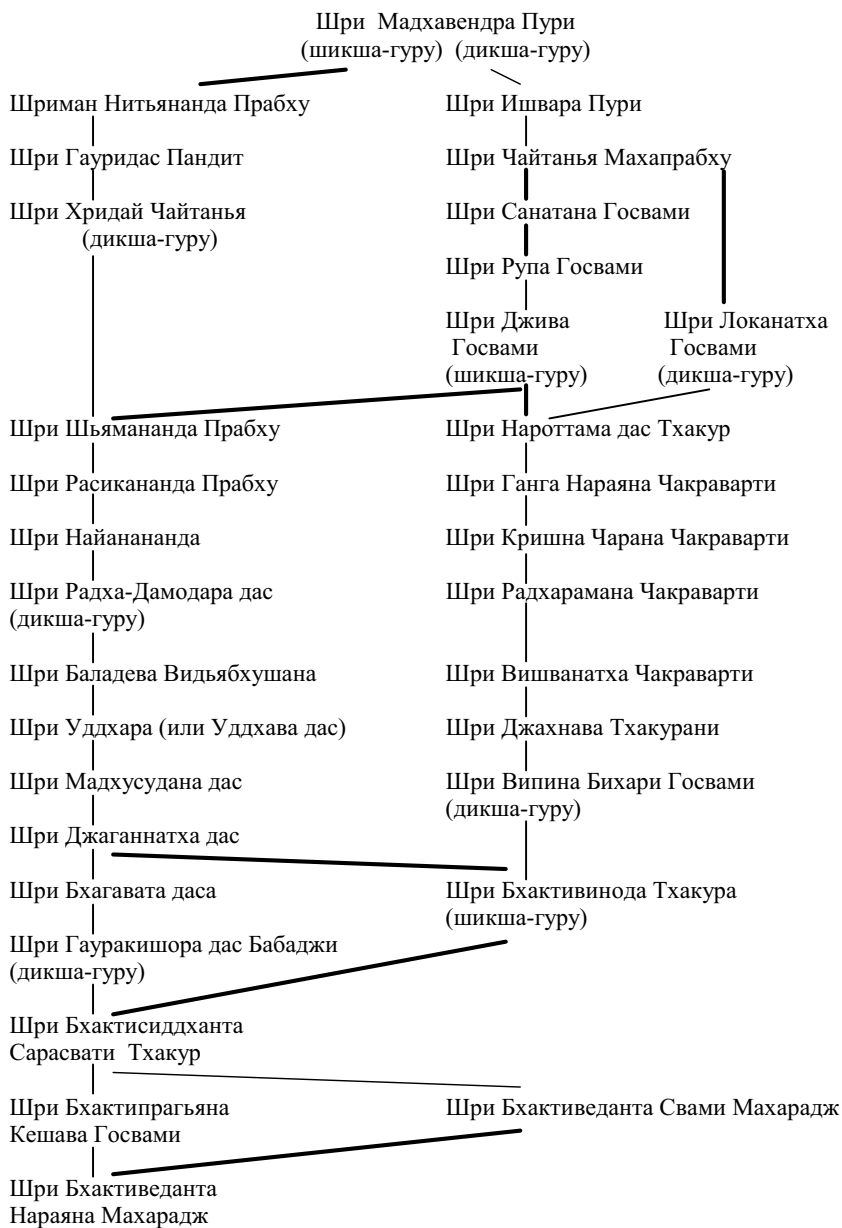 Шри Мадхавендра Пури
(шикша-гуру) (дикша-гуру)
Шриман Нитьянанда Прабху Шри Ишвара Пури
Шри Гауридас Пандит Шри Чайтанья Махапрабху
Шри Хридай Чайтанья Шри Санатана Госвами
(дикша-гуру)
Шри Рупа Госвами
Шри Джива Шри Локанатха
Госвами Госвами
(шикша-гуру) (дикша-гуру)
Шри Шьямананда Прабху Шри Нароттама дас Тхакур
Шри Расикананда Прабху Шри Ганга Нараяна Чакраварти
Шри Найанананда Шри Кришна Чарана Чакраварти
Шри Радха-Дамодара дас Шри Радхарамана Чакраварти
(дикша-гуру)
Шри Баладева Видьябхушана Шри Вишванатха Чакраварти
Шри Уддхара (или Уддхава дас) Шри Джахнава Тхакурани
Шри Мадхусудана дас Шри Випина Бихари Госвами
(дикша-гуру)
Шри Джаганнатха дас
Шри Бхагавата даса Шри Бхактивинода Тхакура
(шикша-гуру)
Шри Гауракишора дас Бабаджи
(дикша-гуру)
Шри Бхактисиддханта
Сарасвати Тхакур
Шри Бхактипрагьяна Шри Бхактиведанта Свами Махарадж
Кешава Госвами
Шри Бхактиведанта
Нараяна Махарадж